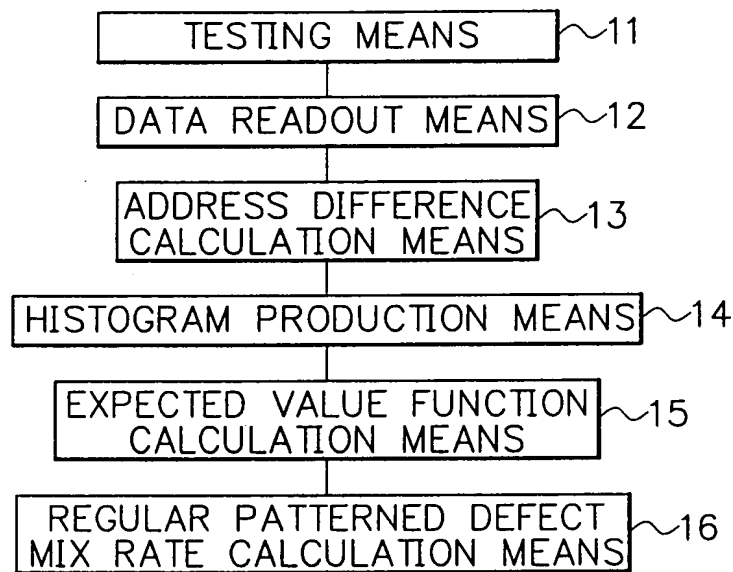 TESTING MEANS 11
DATA READOUT MEANS 12
ADDRESS DIFFERENCE
CALCULATION MEANS 13
HISTOGRAM PRODUCTION MEANS 14
EXPECTED VALUE FUNCTION
CALCULATION MEANS 15
REGULAR PATTERNED DEFECT
MIX RATE CALCULATION MEANS 16